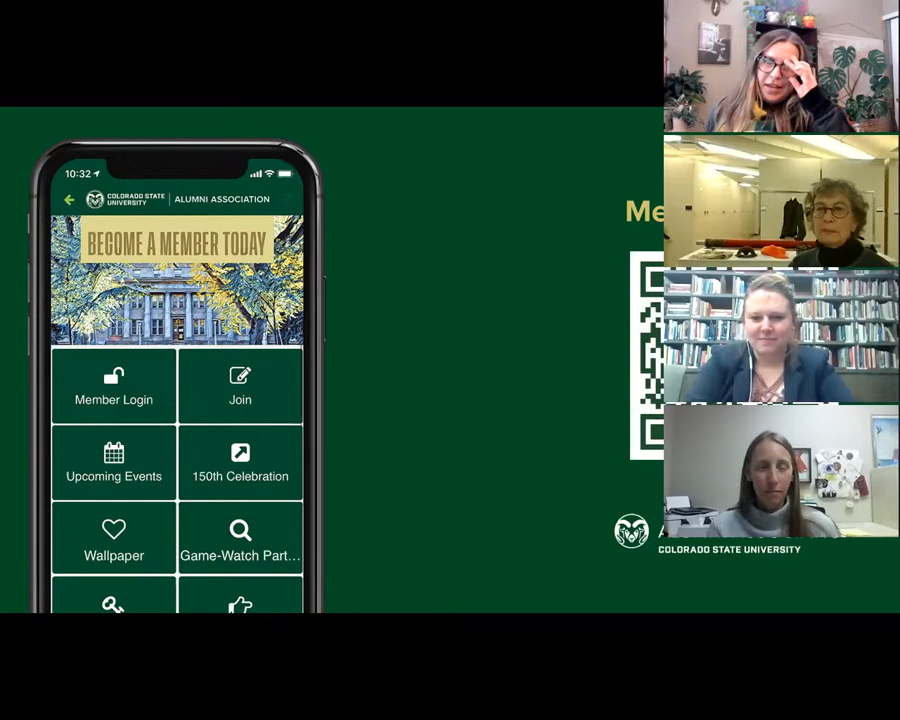 10:32
COLORADO STATE
UNIVERSITY
ALUMNI ASSOCIATION
BECOME A MEMBER TODAY
Member Login
Join
Upcoming Events
150th Celebration
Wallpaper
Game-Watch Part...
Me
COLORADO STATE UNIVERSITY